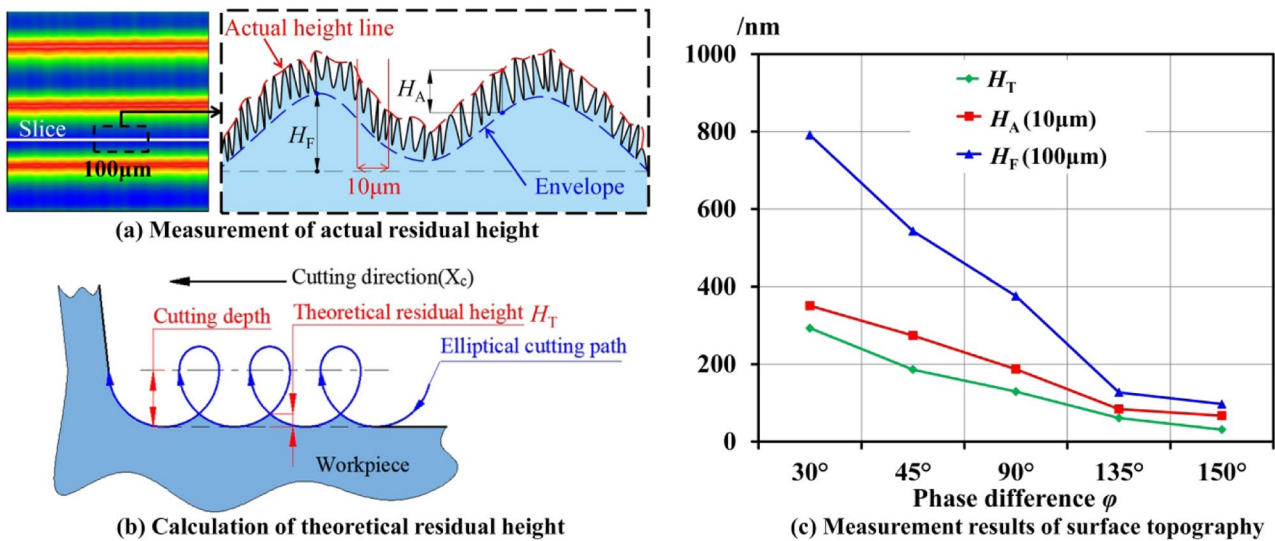 Actual height line
H_A
H_F
Slice
100μm
10μm
Envelope
(a) Measurement of actual residual height
Cutting direction(X_c)
Cutting depth
Theoretical residual height H_T
Elliptical cutting path
Workpiece
(b) Calculation of theoretical residual height
/nm
1000
800
600
400
200
0
H_T
H_A (10μm)
H_F (100μm)
30° 45° 90° 135° 150°
Phase difference φ
(c) Measurement results of surface topography